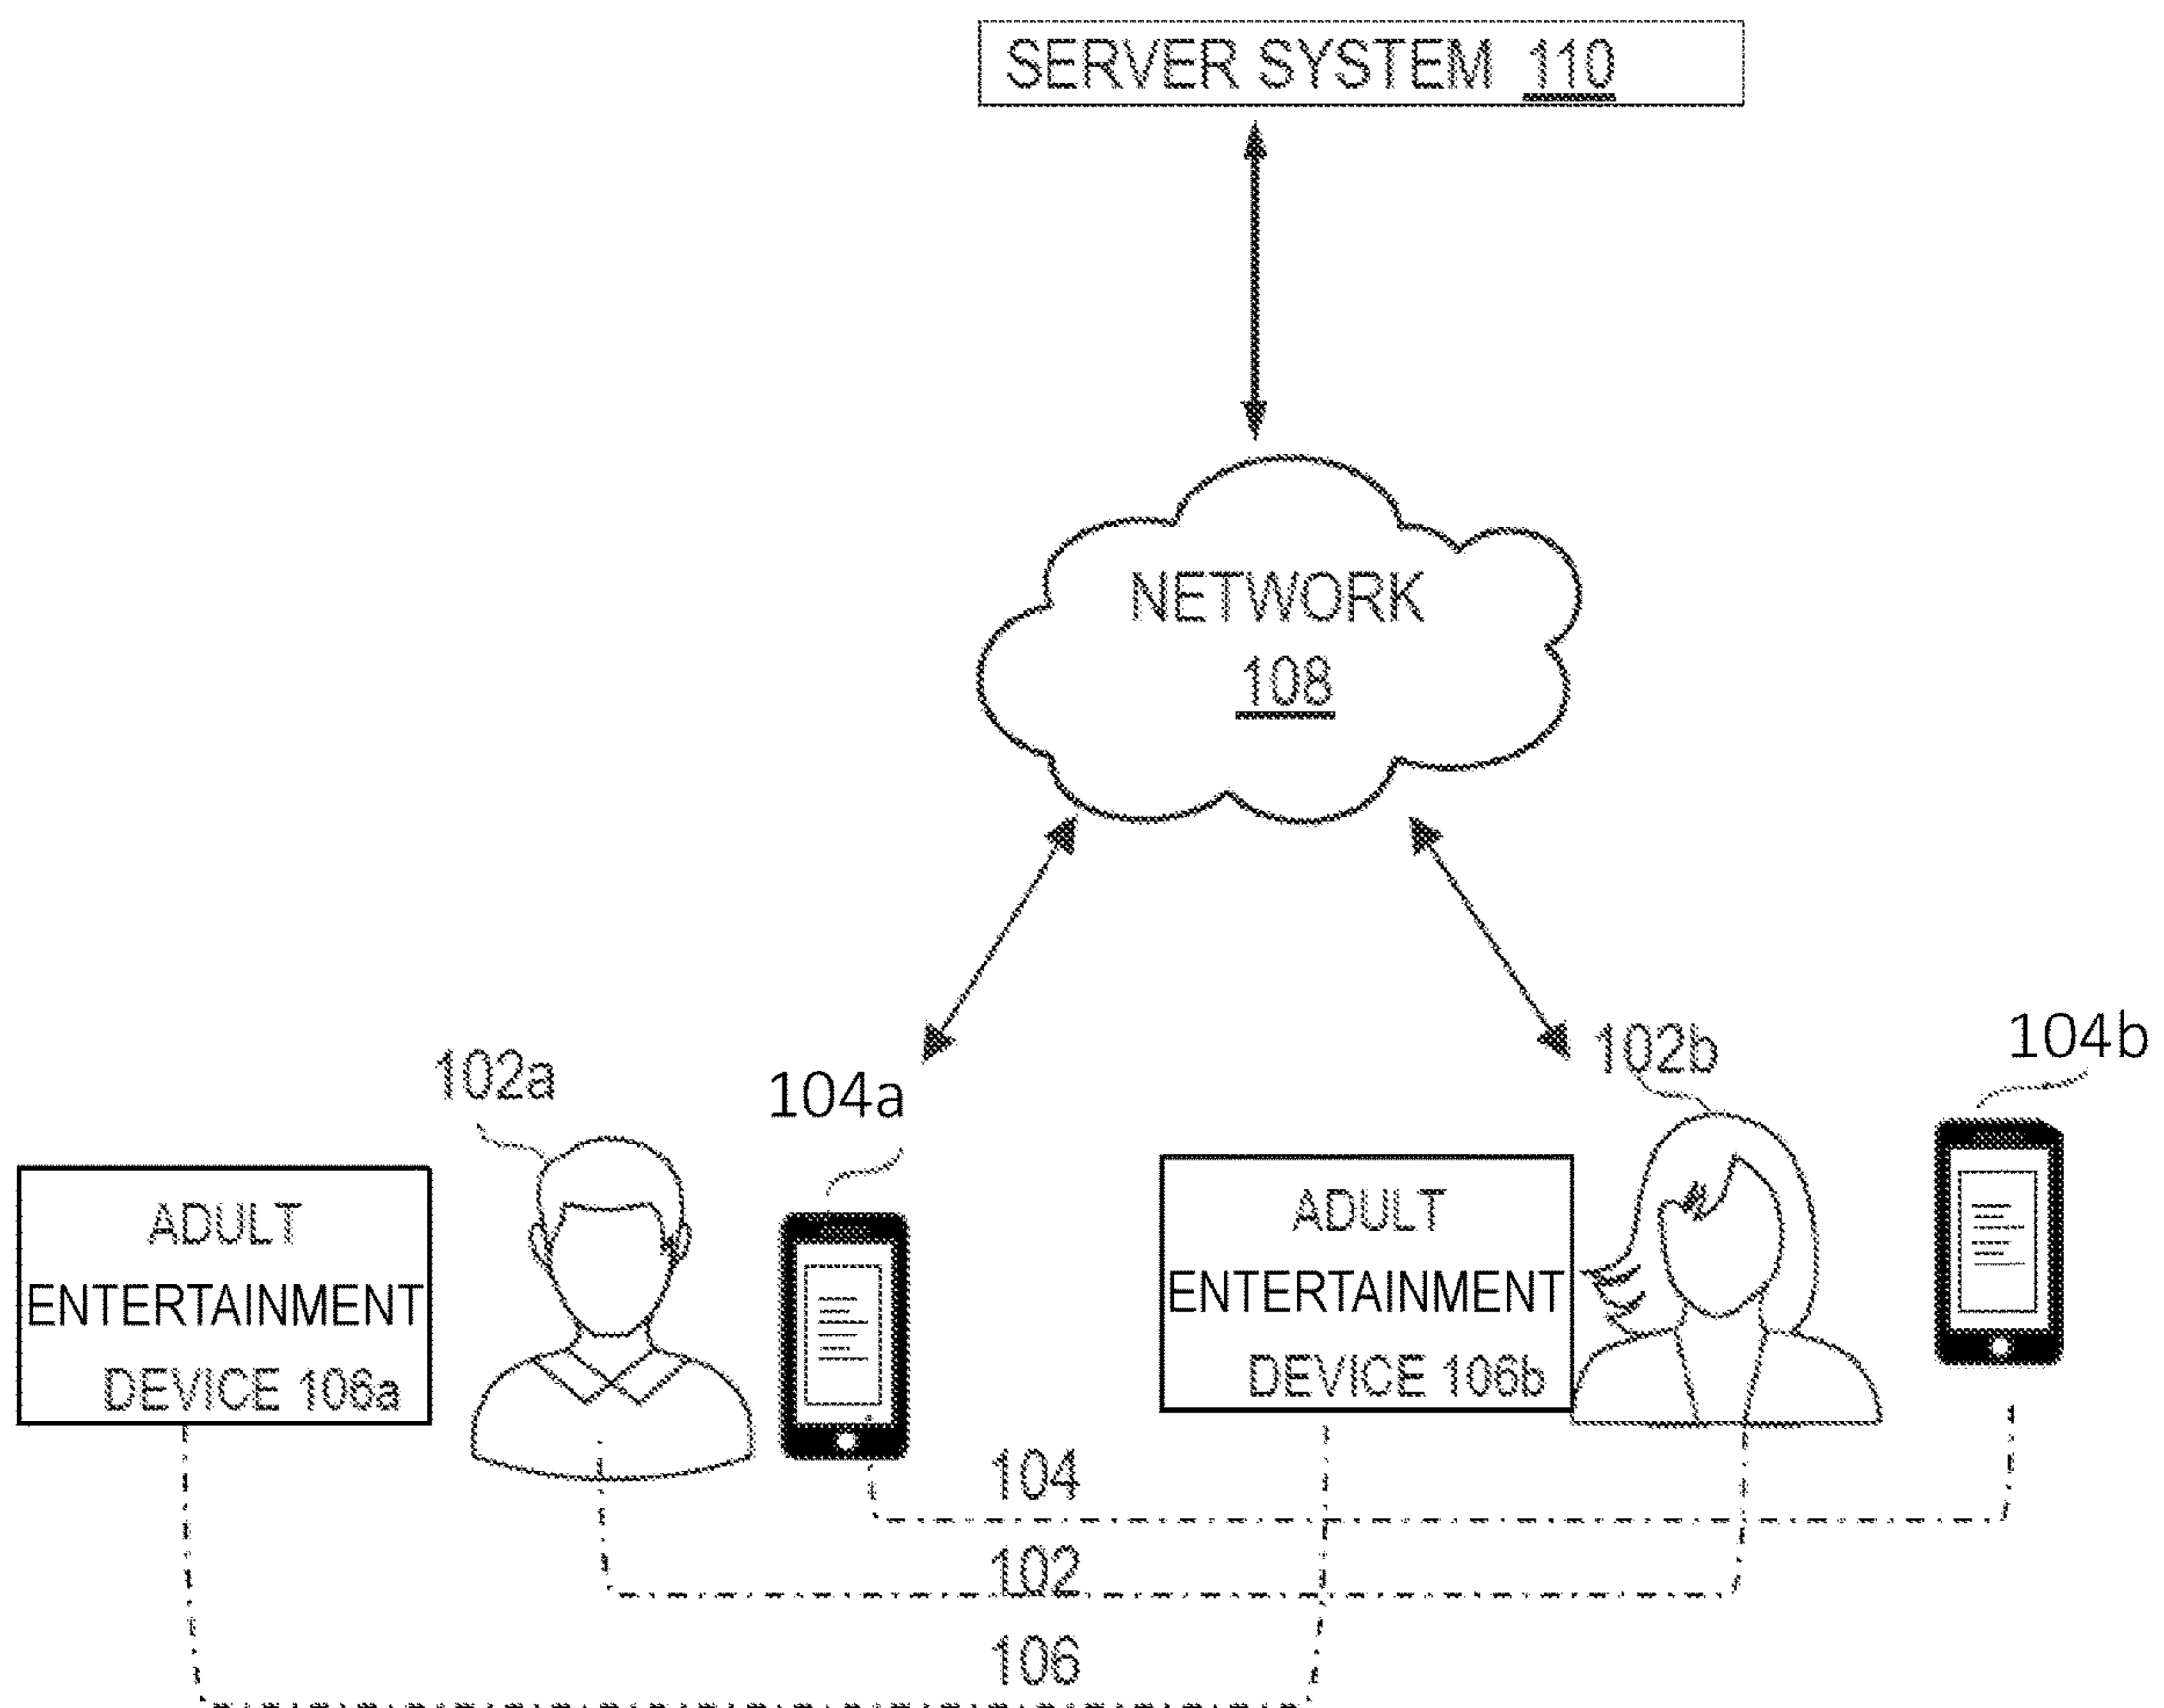 SERVER SYSTEM 110
NETWORK
108
102a
104a
102b
104b
ADULT
ENTERTAINMENT
DEVICE 106a
ADULT
ENTERTAINMENT
DEVICE 106b
104
102
106